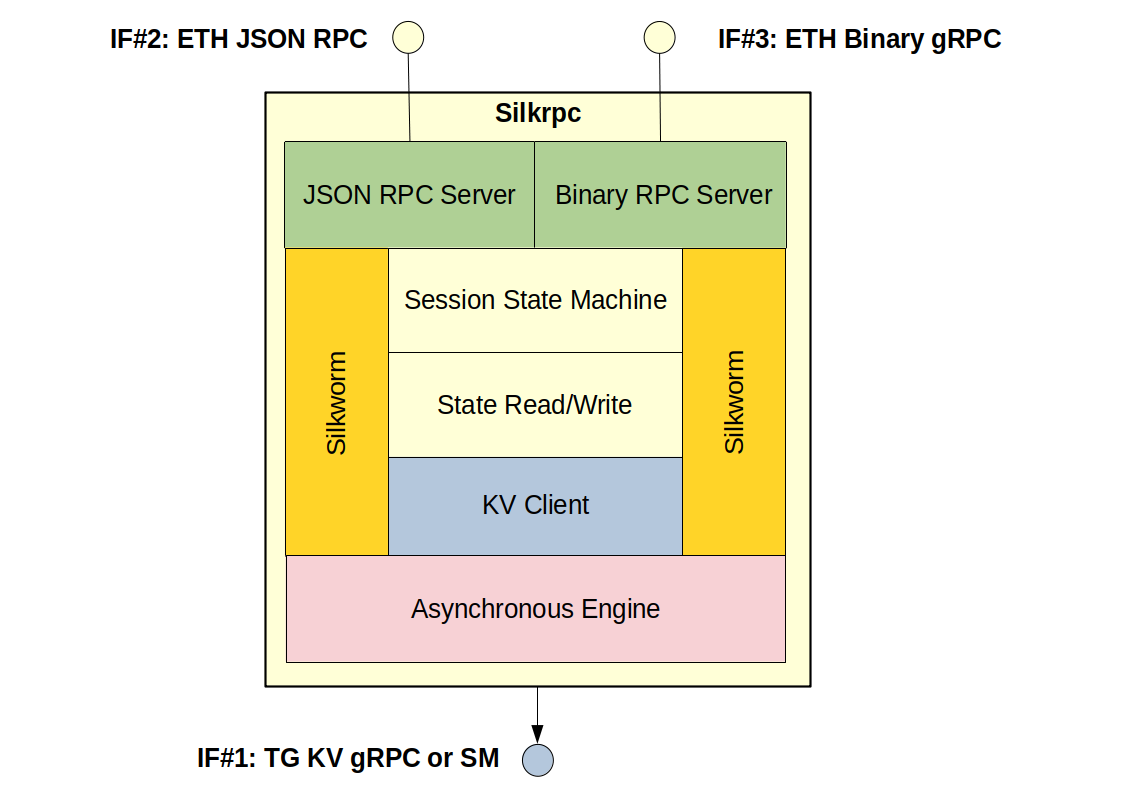 IF#2: ETH JSON RPC
IF#3: ETH Binary gRPC
Silkrpc
JSON RPC Server
Binary RPC Server
Session State Machine
Silkworm
State Read/Write
Silkworm
KV Client
Asynchronous Engine
IF#1: TG KV gRPC or SM